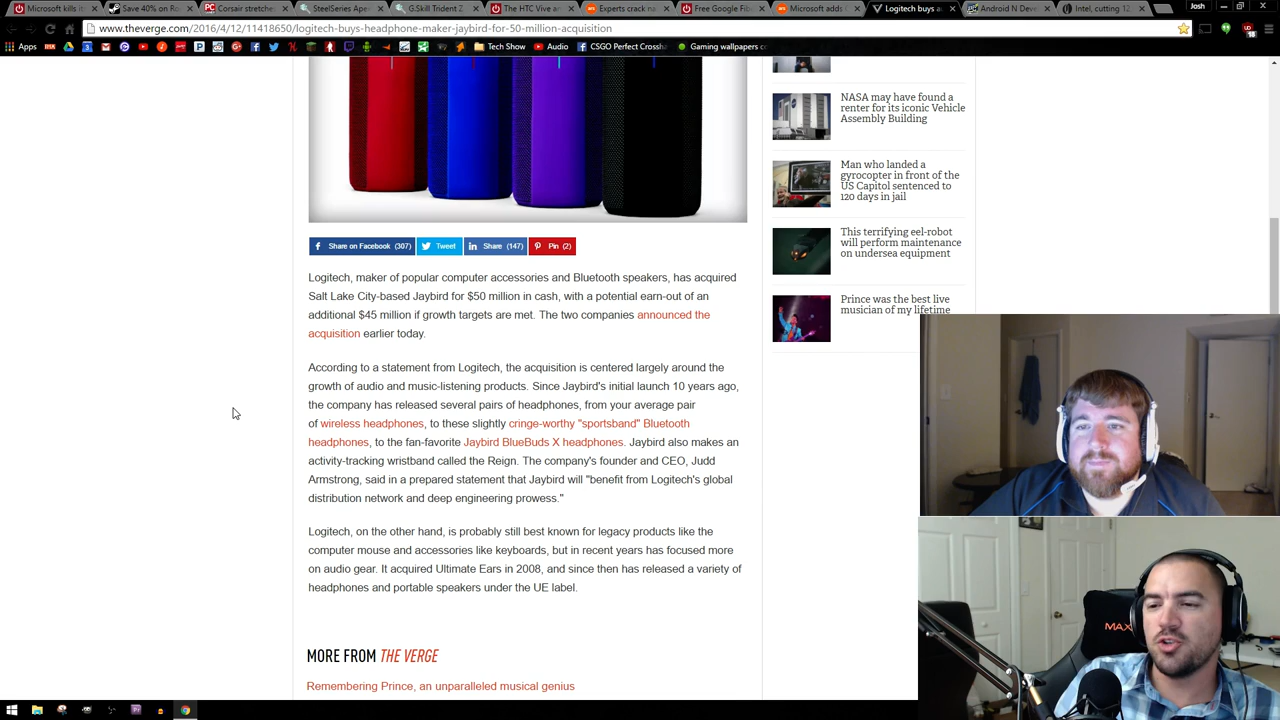 Microsoft kills it
Save 40% on Ro
Corsair stretche
SteelSeries Ape
G.Skill Trident Z
The HTC Vive ar
Experts crack na
Free Google Fib
Microsoft adds
Logitech buys a
Android N Deve
Intel, cutting 12
Josh
www.theverge.com/2016/4/12/11418650/logitech-buys-headphone-maker-jaybird-for-50-million-acquisition
Apps
Tech Show
Audio
CSGO Perfect Crossha
Gaming wallpapers
NASA may have found a
renter for its iconic Vehicle
Assembly Building
Man who landed a
gyrocopter in front of the
US Capitol sentenced to
120 days in jail
This terrifying eel-robot
will perform maintenance
on undersea equipment
Prince was the best live
musician of my lifetime
Share on Facebook (307)
Tweet
Share (147)
Pin (2)
Logitech, maker of popular computer accessories and Bluetooth speakers, has acquired
Salt Lake City-based Jaybird for $50 million in cash, with a potential earn-out of an
additional $45 million if growth targets are met. The two companies announced the
acquisition earlier today.
According to a statement from Logitech, the acquisition is centered largely around the
growth of audio and music-listening products. Since Jaybird's initial launch 10 years ago,
the company has released several pairs of headphones, from your average pair
of wireless headphones, to these slightly cringe-worthy "sportsband" Bluetooth
headphones, to the fan-favorite Jaybird BlueBuds X headphones. Jaybird also makes an
activity-tracking wristband called the Reign. The company's founder and CEO, Judd
Armstrong, said in a prepared statement that Jaybird will "benefit from Logitech's global
distribution network and deep engineering prowess."
Logitech, on the other hand, is probably still best known for legacy products like the
computer mouse and accessories like keyboards, but in recent years has focused more
on audio gear. It acquired Ultimate Ears in 2008, and since then has released a variety of
headphones and portable speakers under the UE label.
MORE FROM THE VERGE
Remembering Prince, an unparalleled musical genius
MAX